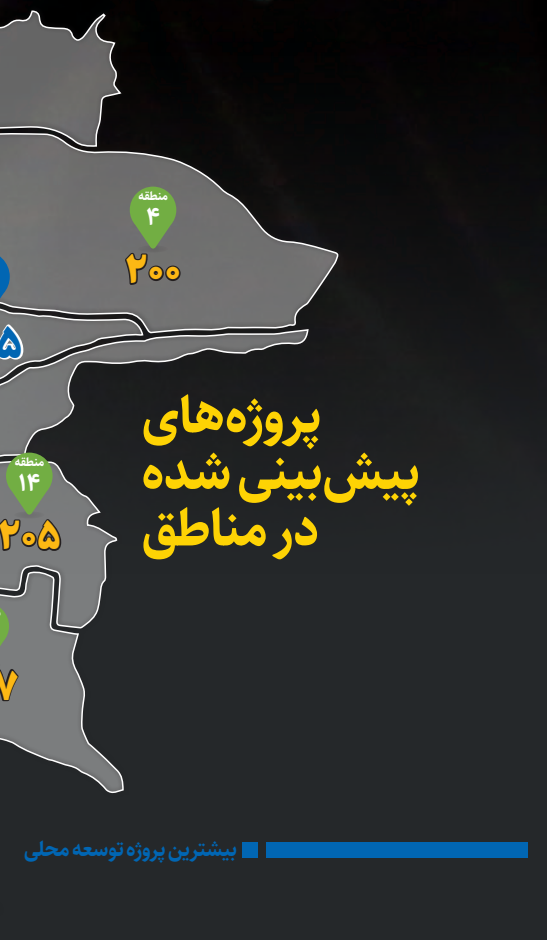 منطقه
۴
۲۰۰
پروژه‌های
پیش‌بینی شده
در مناطق
منطقه
۱۴
۲۰۵
بیشترین پروژه توسعه محلی